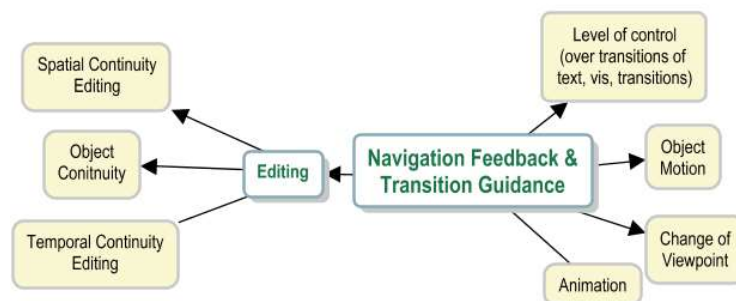 Spatial Continuity
Editing
Object
Conitnuity
Temporal Continuity
Editing
Editing
Navigation Feedback &
Transition Guidance
Level of control
(over transitions of
text, vis, transitions)
Object
Motion
Change of
Viewpoint
Animation